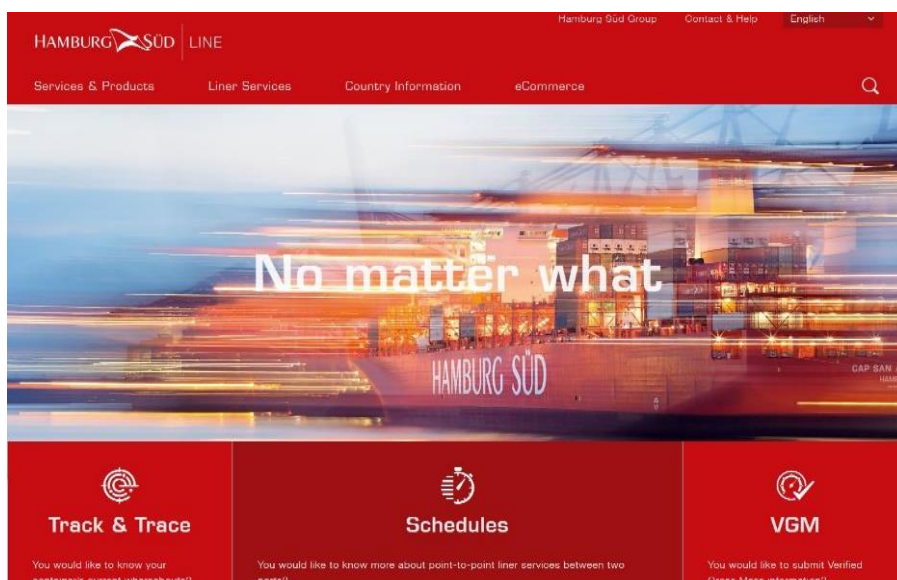 Hamburg Süd Group Contact & Help English
HAMBURG SÜD LINE
Services & Products Liner Services Country Information eCommerce
No matter what
HAMBURG SÜD
CAP SAN
Track & Trace
Schedules
VGM
You would like to know your
You would like to know more about point-to-point liner services between two
You would like to submit Verified